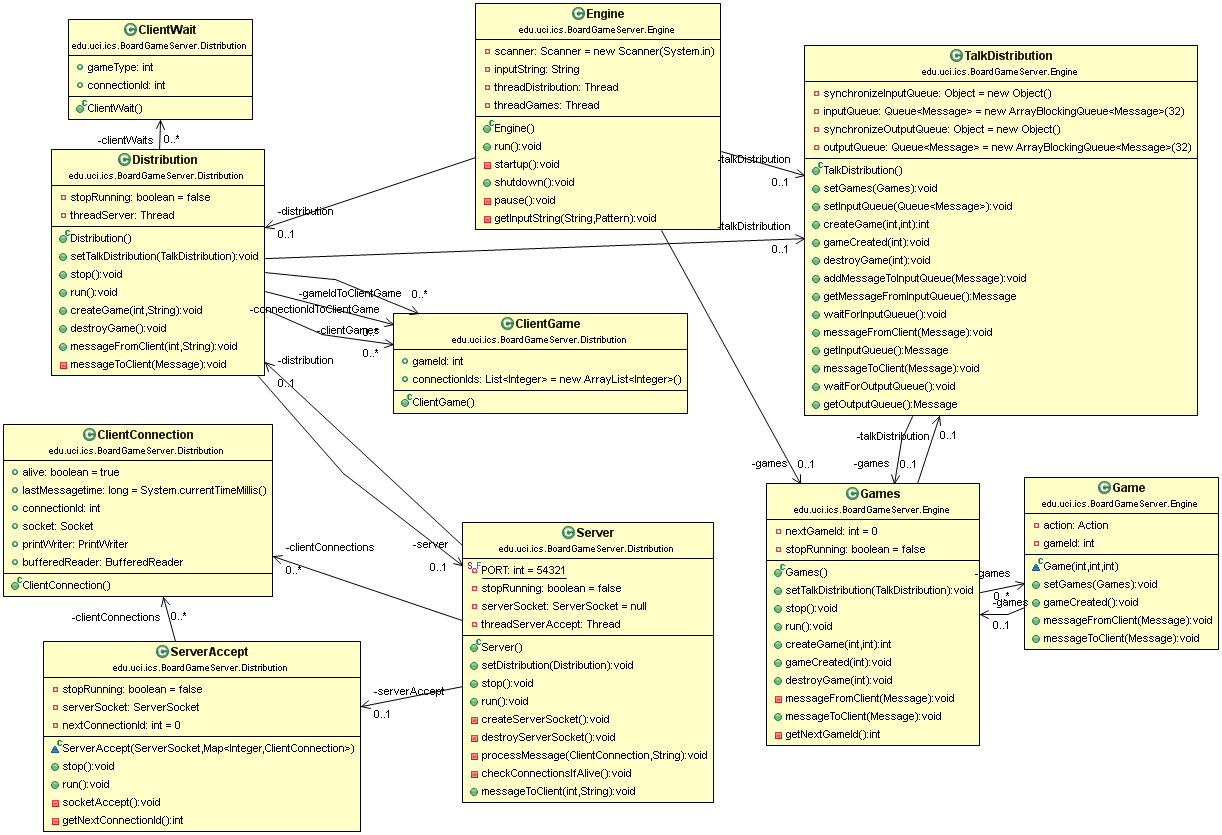 ClientWait
edu.uci.ics.BoardGameServer.Distribution
gameType: int
connectionId: int
ClientWait()
-clientWaits 0..*
Distribution
edu.uci.ics.BoardGameServer.Distribution
stopRunning: boolean = false
threadServer: Thread
Distribution()
setTalkDistribution(TalkDistribution):void
stop():void
run():void
createGame(int,String):void
destroyGame():void
messageFromClient(int,String):void
messageToClient(Message):void
Engine
edu.uci.ics.BoardGameServer.Engine
scanner: Scanner = new Scanner(System.in)
inputString: String
threadDistribution: Thread
threadGames: Thread
Engine()
run():void
startup():void
shutdown():void
pause():void
getInputString(String,Pattern):void
-distribution
0..1
-talkDistribution
0..1
-talkDistribution
0..1
TalkDistribution
edu.uci.ics.BoardGameServer.Engine
synchronizeInputQueue: Object = new Object()
inputQueue: Queue<Message> = new ArrayBlockingQueue<Message>(32)
synchronizeOutputQueue: Object = new Object()
outputQueue: Queue<Message> = new ArrayBlockingQueue<Message>(32)
TalkDistribution()
setGames(Games):void
setInputQueue(Queue<Message>):void
createGame(int,int):int
gameCreated(int):void
destroyGame(int):void
addMessageToInputQueue(Message):void
getMessageFromInputQueue():Message
waitForInputQueue():void
messageFromClient(Message):void
getInputQueue():Message
messageToClient(Message):void
waitForOutputQueue():void
getOutputQueue():Message
-gameIdToClientGame 0..*
-connectionIdToClientGame
0..*
-clientGames
0..*
ClientGame
edu.uci.ics.BoardGameServer.Distribution
gameId: int
connectionIds: List<Integer> = new ArrayList<Integer>()
ClientGame()
-distribution
0..1
-server
0..1
ClientConnection
edu.uci.ics.BoardGameServer.Distribution
alive: boolean = true
lastMessagetime: long = System.currentTimeMillis()
connectionId: int
socket: Socket
printWriter: PrintWriter
bufferedReader: BufferedReader
ClientConnection()
-clientConnections
0..*
-clientConnections 0..*
ServerAccept
edu.uci.ics.BoardGameServer.Distribution
stopRunning: boolean = false
serverSocket: ServerSocket
nextConnectionId: int = 0
ServerAccept(ServerSocket,Map<Integer,ClientConnection>)
stop():void
run():void
socketAccept():void
getNextConnectionId():int
-serverAccept
0..1
Server
edu.uci.ics.BoardGameServer.Distribution
PORT: int = 54321
stopRunning: boolean = false
serverSocket: ServerSocket = null
threadServerAccept: Thread
Server()
setDistribution(Distribution):void
stop():void
run():void
createServerSocket():void
destroyServerSocket():void
processMessage(ClientConnection,String):void
checkConnectionsIfAlive():void
messageToClient(int,String):void
-talkDistribution 0..1
-games 0..1
-games 0..1
Games
edu.uci.ics.BoardGameServer.Engine
nextGameId: int = 0
stopRunning: boolean = false
Games()
setTalkDistribution(TalkDistribution):void
stop():void
run():void
createGame(int,int):int
gameCreated(int):void
destroyGame(int):void
messageFromClient(Message):void
messageToClient(Message):void
getNextGameId():int
-games
0..*
-games
0..1
Game
edu.uci.ics.BoardGameServer.Engine
action: Action
gameId: int
Game(int,int,int)
setGames(Games):void
gameCreated():void
messageFromClient(Message):void
messageToClient(Message):void